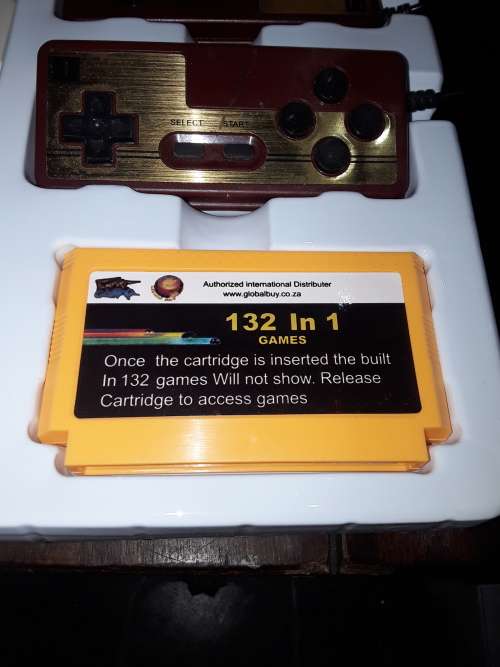 SELECT START
Authorized international Distributer
www.globalbuy.co.za
132 In 1
GAMES
Once the cartridge is inserted the built
In 132 games Will not show. Release
Cartridge to access games